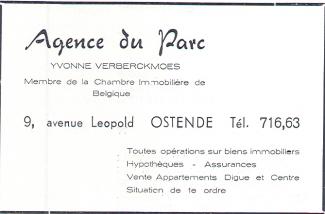 Agence du Parc
YVONNE VERBERCKMOES
Membre de la Chambre Immobilière de
Belgique
9, avenue Leopold OSTENDE Tél. 716,63
Toutes opérations sur biens immobiliers
Hypothèques - Assurances
Vente Appartements Digue et Centre
Situation de 1e ordre